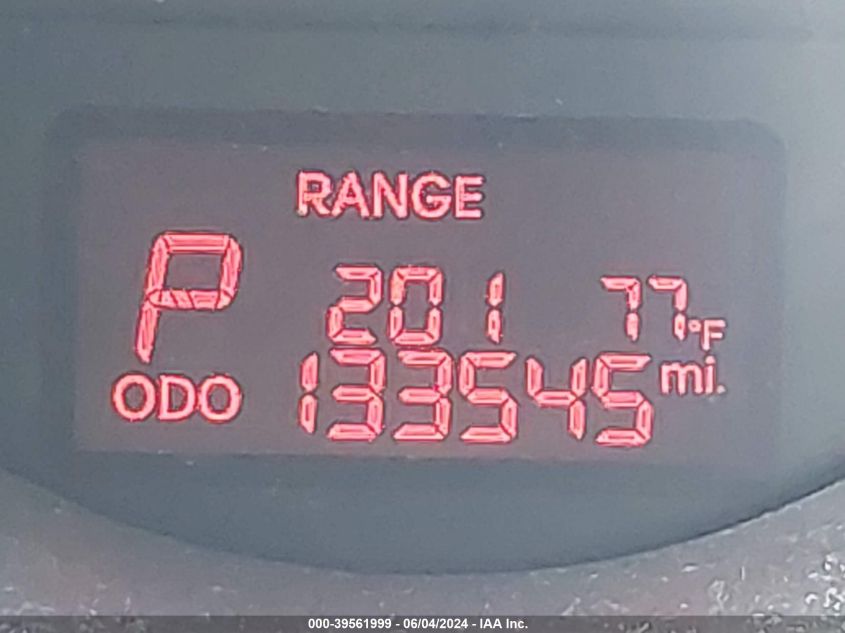 RANGE
P 201 77°F
ODO 133545 mi.
000-39561999 - 06/04/2024 - IAA Inc.